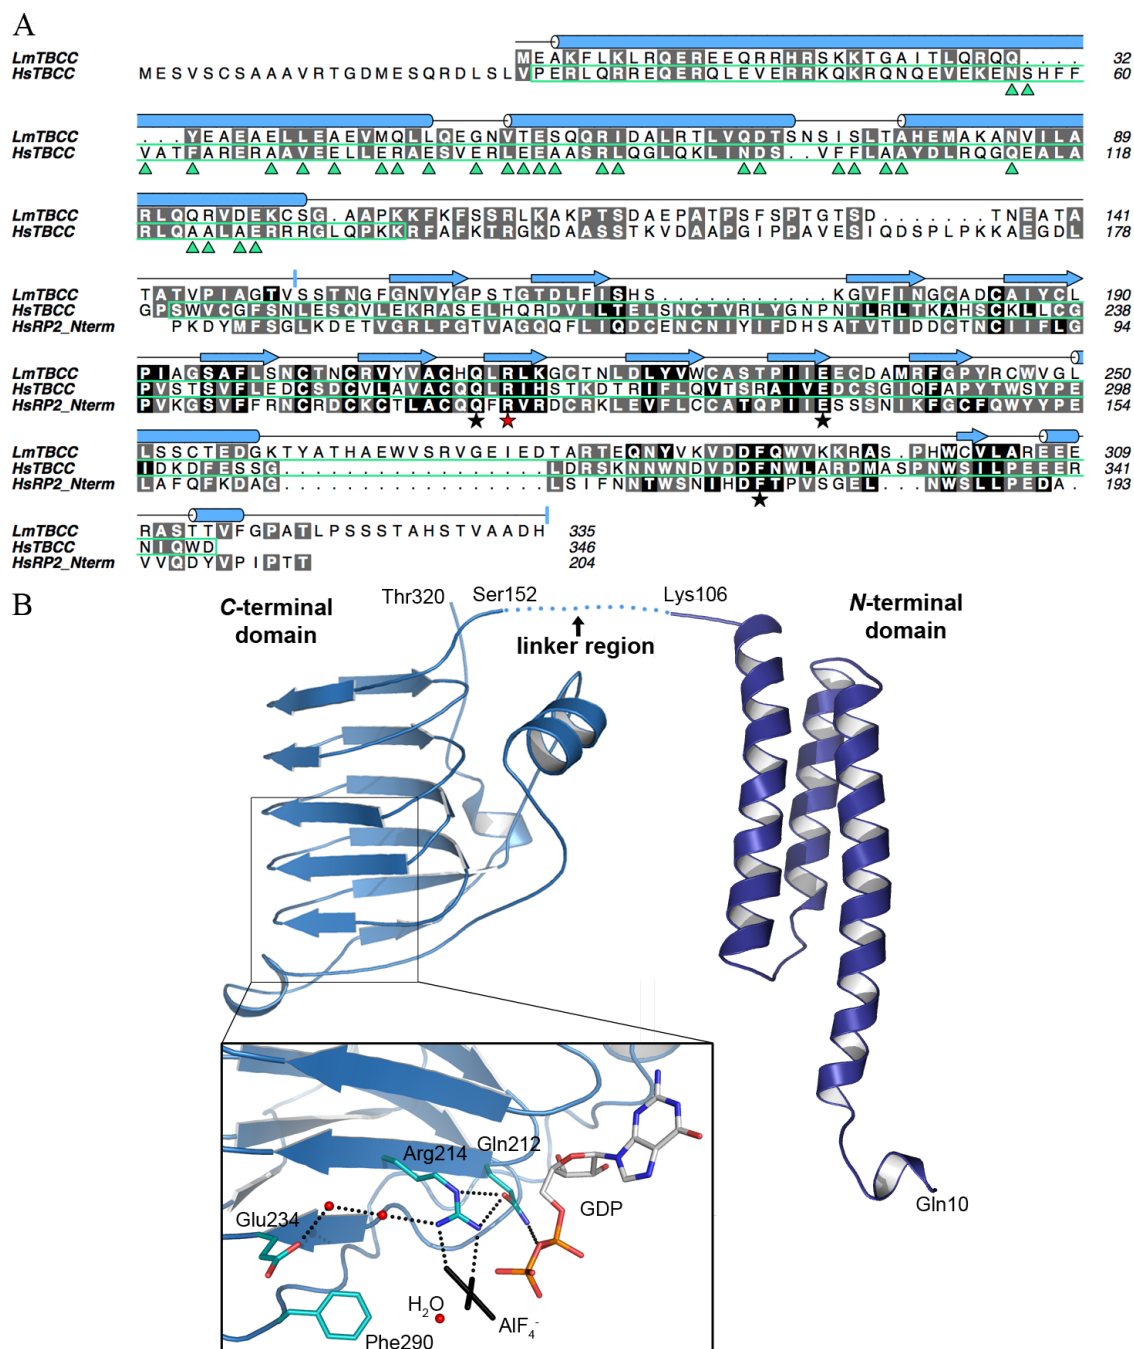 A
LmTBCC M E A K F L K L R Q E R E E Q R R H R S K K T G A I T L Q R Q Q . . . . 32
HsTBCC M E S V S C S A A A V R T G D M E S Q R D L S L V P E R L Q R R E Q E R Q L E V E R R K Q K R Q N Q E V E K E N S H F F 60
LmTBCC . . . Y E A E A E L L E A E V M Q L L Q E G N V T E S Q Q R I D A L R T L V Q D T S N S I S L T A H E M A K A N V I L A 89
HsTBCC V A T F A R E R A A V E E L L E R A E S V E R L E E A A S R L Q G L Q K L I N D S . . V F F L A A Y D L R Q G Q E A L A 118
LmTBCC R L Q Q R V D E K C S G . A A P K K F K F S S R L K A K P T S D A E P A T P S F S P T G T S D . . . . . . . T N E A T A 141
HsTBCC R L Q A A L A E R R R G L Q P K K R F A F K T R G K D A A S S T K V D A A P G I P P A V E S I Q D S P L P K K A E G D L 178
LmTBCC T A T V P I A G T V S S T N G F G N V Y G P S T G T D L F I S H S . . . . . . . . . . . K G V F I N G C A D C A I Y C L 190
HsTBCC G P S W V C G F S N L E S Q V L E K R A S E L H Q R D V L L T E L S N C T V R L Y G N P N T L R L T K A H S C K L L C G 238
HsRP2_Nterm P K D Y M F S G L K D E T V G R L P G T V A G Q Q F L I Q D C E N C N I Y I F D H S A T V T I D D C T N C I I F L G 94
LmTBCC P I A G S A F L S N C T N C R V Y V A C H Q L R L K G C T N L D L Y V W C A S T P I I E E C D A M R F G P Y R C W V G L 250
HsTBCC P V S T S V F L E D C S D C V L A V A C Q Q L R I H S T K D T R I F L Q V T S R A I V E D C S G I Q F A P Y T W S Y P E 298
HsRP2_Nterm P V K G S V F F R N C R D C K C T L A C Q Q F R V R D C R K L E V F L C C A T Q P I I E S S S N I K F G C F Q W Y Y P E 154
LmTBCC L S S C T E D G K T Y A T H A E W V S R V G E I E D T A R T E Q N Y V K V D D F Q W V K K R A S . P H W C V L A R E E E 309
HsTBCC I D K D F E S S G . . . . . . . . . . . . . . . . . L D R S K N N W N D V D D F N W L A R D M A S P N W S I L P E E E R 341
HsRP2_Nterm L A F Q F K D A G . . . . . . . . . . . . . . . . . L S I F N N T W S N I H D F T P V S G E L . . . N W S L L P E D A . 193
LmTBCC R A S T T V F G P A T L P S S S T A H S T V A A D H 335
HsTBCC N I Q W D 346
HsRP2_Nterm V V Q D Y V P I P T T 204
B
C-terminal domain
Thr320
Ser152
Lys106
N-terminal domain
linker region
Gln10
Arg214
Gln212
GDP
Glu234
H2O
AlF4-
Phe290